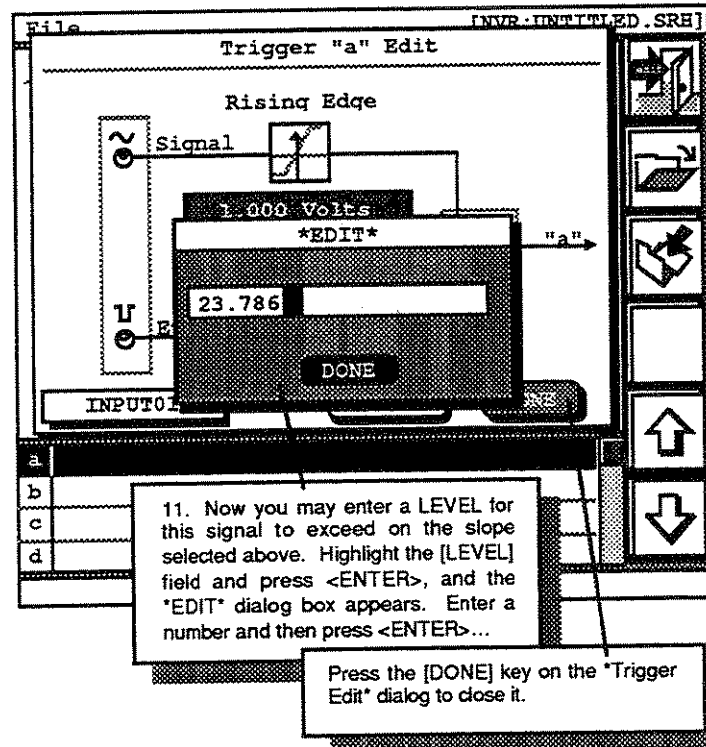 File [NVR:UNTITLED.SRH]
Trigger "a" Edit
Rising Edge
Signal
1.000 Volts
*EDIT*
"a"
23.786
DONE
INPUT01
a
b
c
d
11. Now you may enter a LEVEL for
this signal to exceed on the slope
selected above. Highlight the [LEVEL]
field and press <ENTER>, and the
*EDIT* dialog box appears. Enter a
number and then press <ENTER>...
Press the [DONE] key on the *Trigger
Edit* dialog to close it.